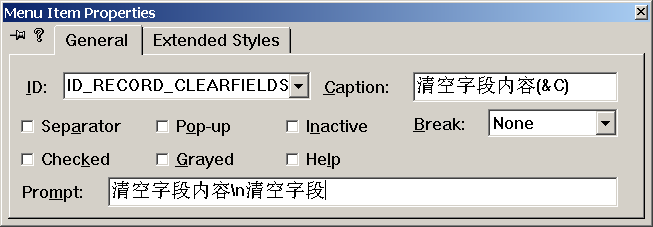 Menu Item Properties
General Extended Styles
ID: ID_RECORD_CLEARFIELDS Caption: 清空字段内容(&C)
Separator Pop-up Inactive Break: None
Checked Grayed Help
Prompt: 清空字段内容\n清空字段